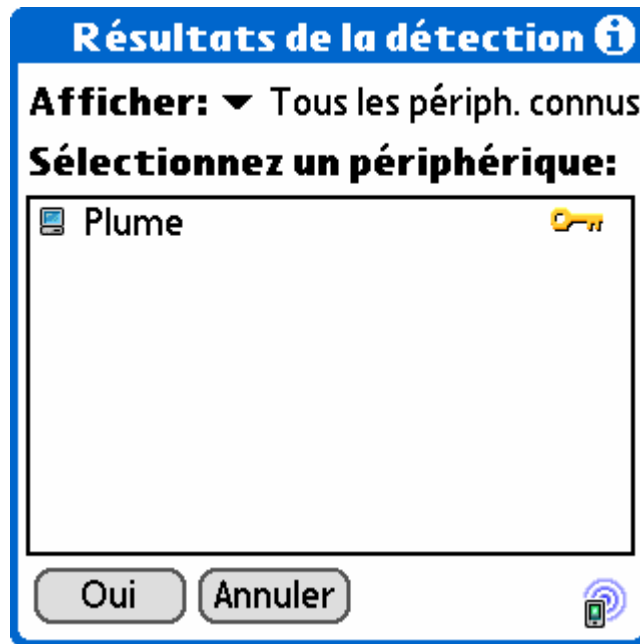 Résultats de la détection
Afficher: Tous les périph. connus
Sélectionnez un périphérique:
Plume
Oui Annuler